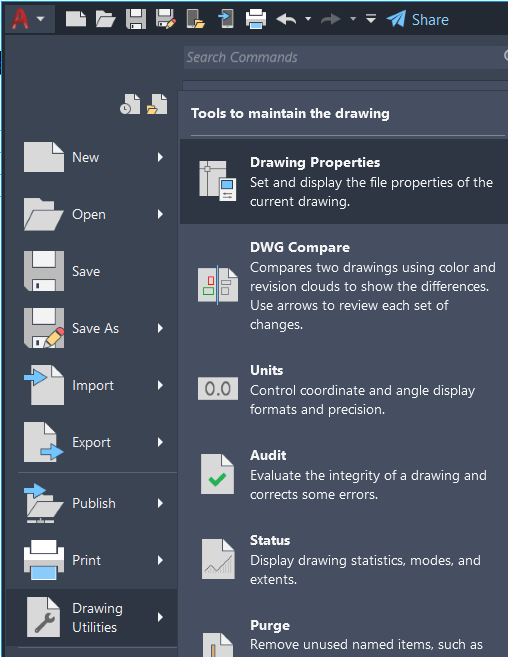 Share
Search Commands
Tools to maintain the drawing
New
Open
Save
Save As
Import
Export
Publish
Print
Drawing
Utilities
Drawing Properties
Set and display the file properties of the
current drawing.
DWG Compare
Compares two drawings using color and
revision clouds to show the differences.
Use arrows to review each set of
changes.
0.0
Units
Control coordinate and angle display
formats and precision.
Audit
Evaluate the integrity of a drawing and
corrects some errors.
Status
Display drawing statistics, modes, and
extents.
Purge
Remove unused named items, such as